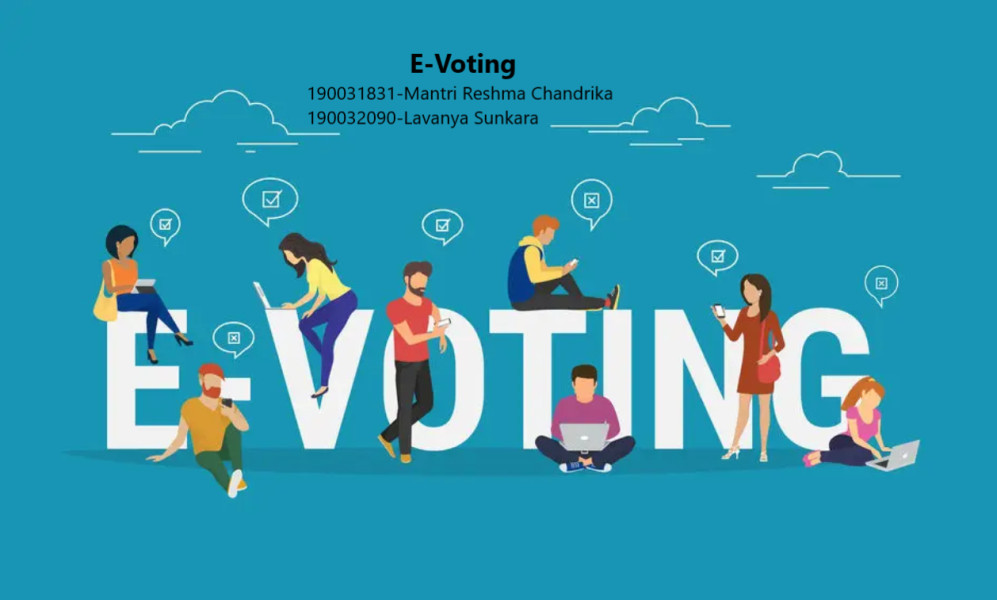 E-Voting
190031831-Mantri Reshma Chandrika
190032090-Lavanya Sunkara
E-VOTING